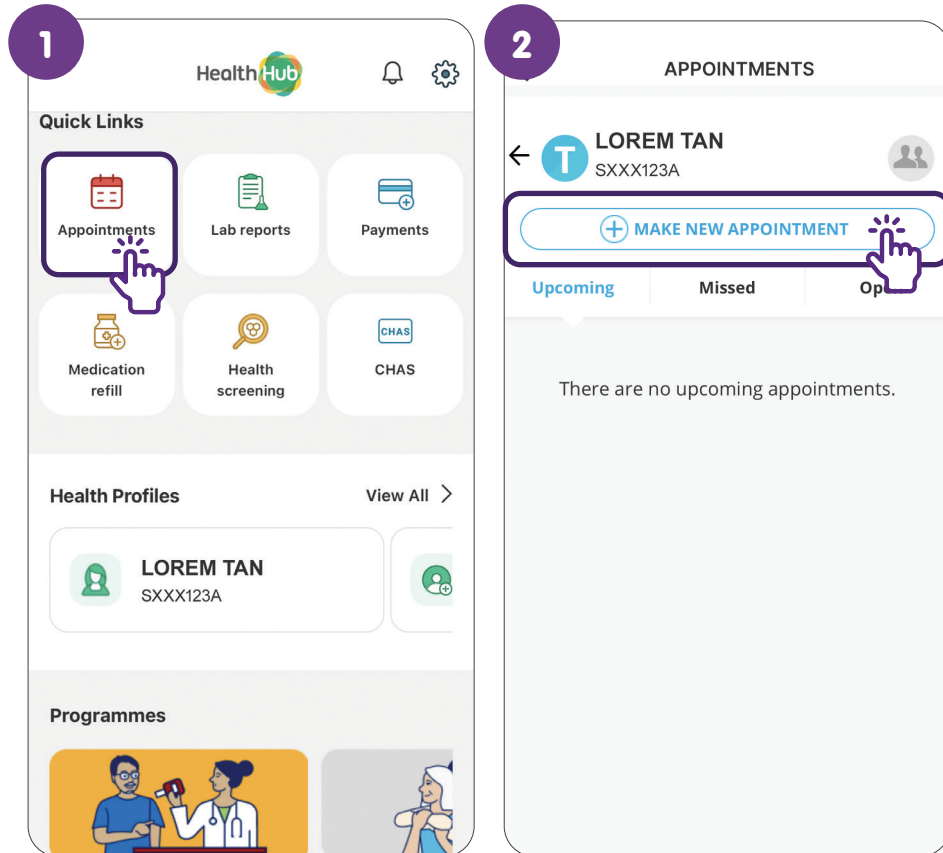 1
HealthHub
Quick Links
Appointments
Lab reports
Payments
Medication
refill
Health
screening
CHAS
CHAS
Health Profiles
View All
LOREM TAN
SXXX123A
Programmes
2
APPOINTMENTS
T
LOREM TAN
SXXX123A
MAKE NEW APPOINTMENT
Upcoming
Missed
There are no upcoming appointments.